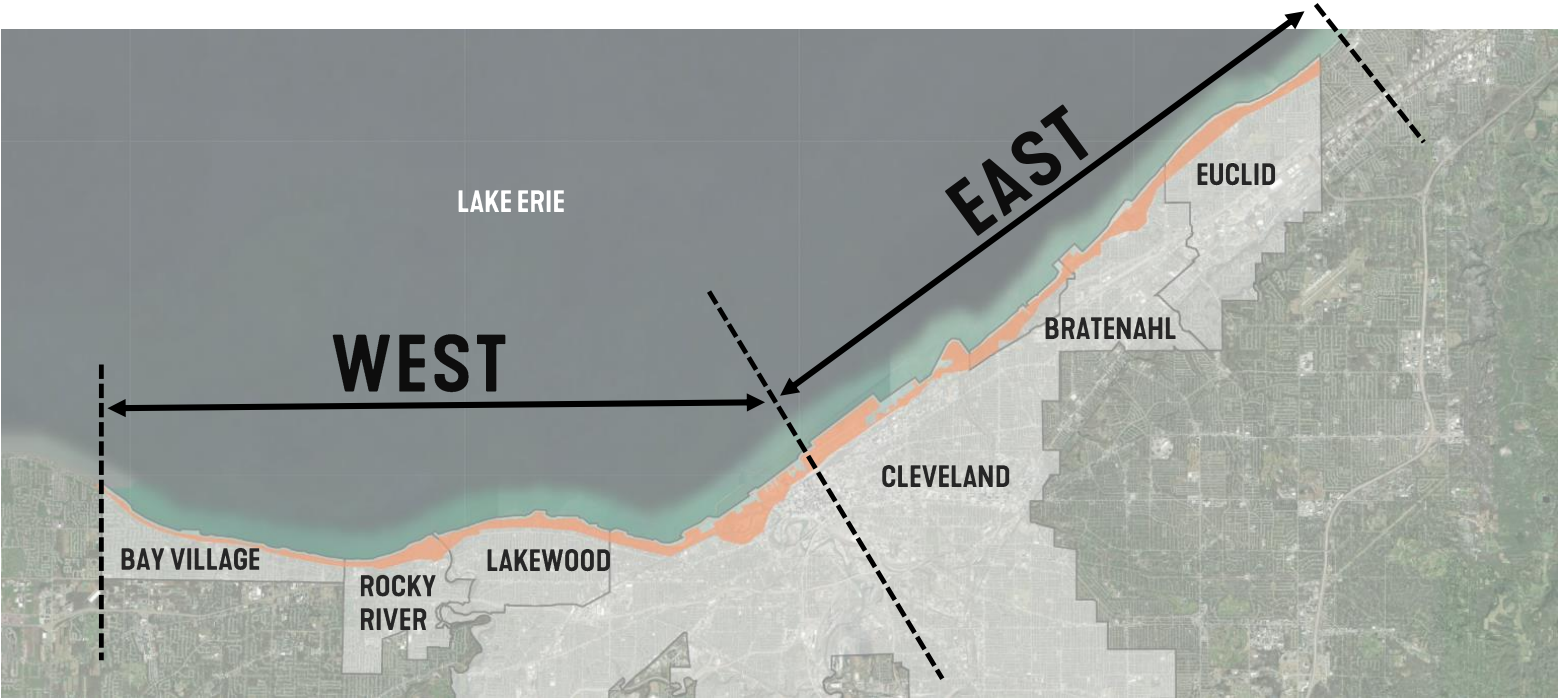 EAST
EUCLID
LAKE ERIE
BRATENAHL
WEST
CLEVELAND
BAY VILLAGE
LAKEWOOD
ROCKY
RIVER